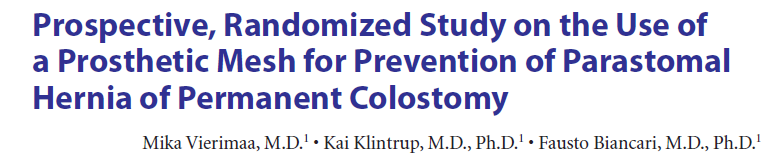 Prospective, Randomized Study on the Use of
a Prosthetic Mesh for Prevention of Parastomal
Hernia of Permanent Colostomy
Mika Vierimaa, M.D.¹ • Kai Klintrup, M.D., Ph.D.¹ • Fausto Biancari, M.D., Ph.D.¹